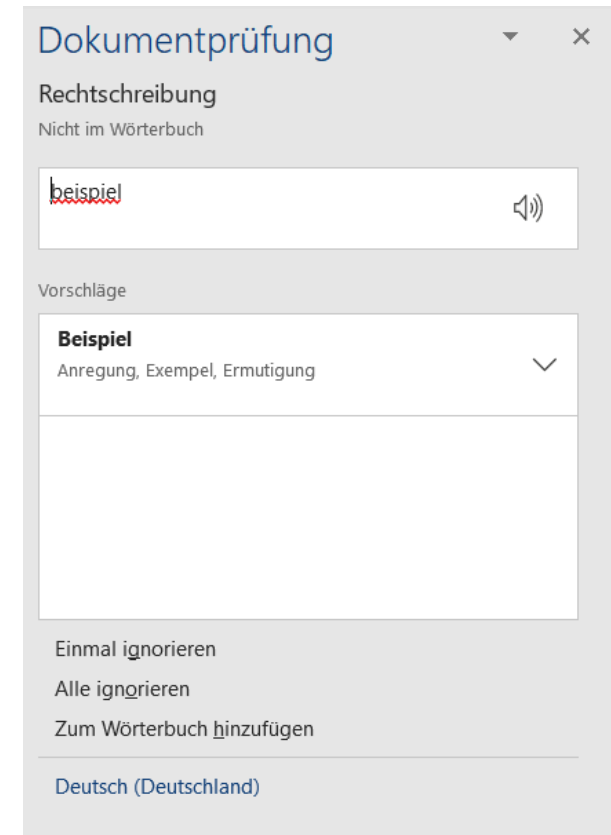 Dokumentprüfung
Rechtschreibung
Nicht im Wörterbuch
beispiel
Vorschläge
Beispiel
Anregung, Exempel, Ermutigung
Einmal ignorieren
Alle ignorieren
Zum Wörterbuch hinzufügen
Deutsch (Deutschland)